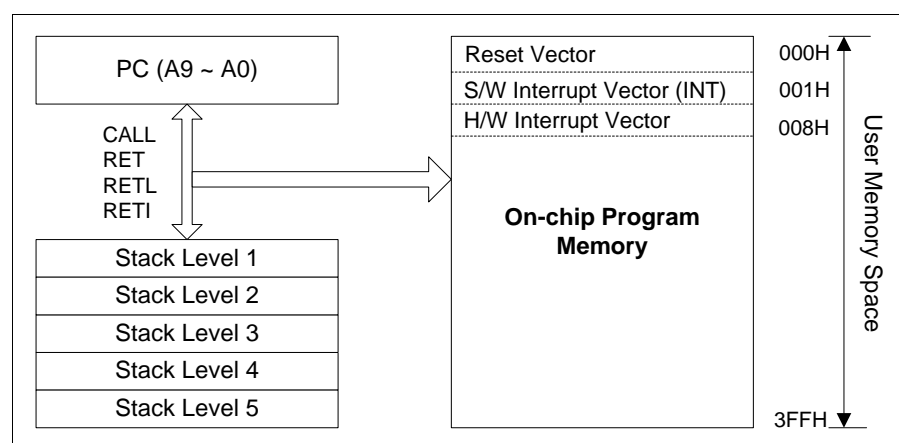 PC (A9 ~ A0)
CALL
RET
RETL
RETI
Stack Level 1
Stack Level 2
Stack Level 3
Stack Level 4
Stack Level 5
Reset Vector
000H
S/W Interrupt Vector (INT)
001H
H/W Interrupt Vector
008H
On-chip Program
Memory
3FFH
User Memory Space